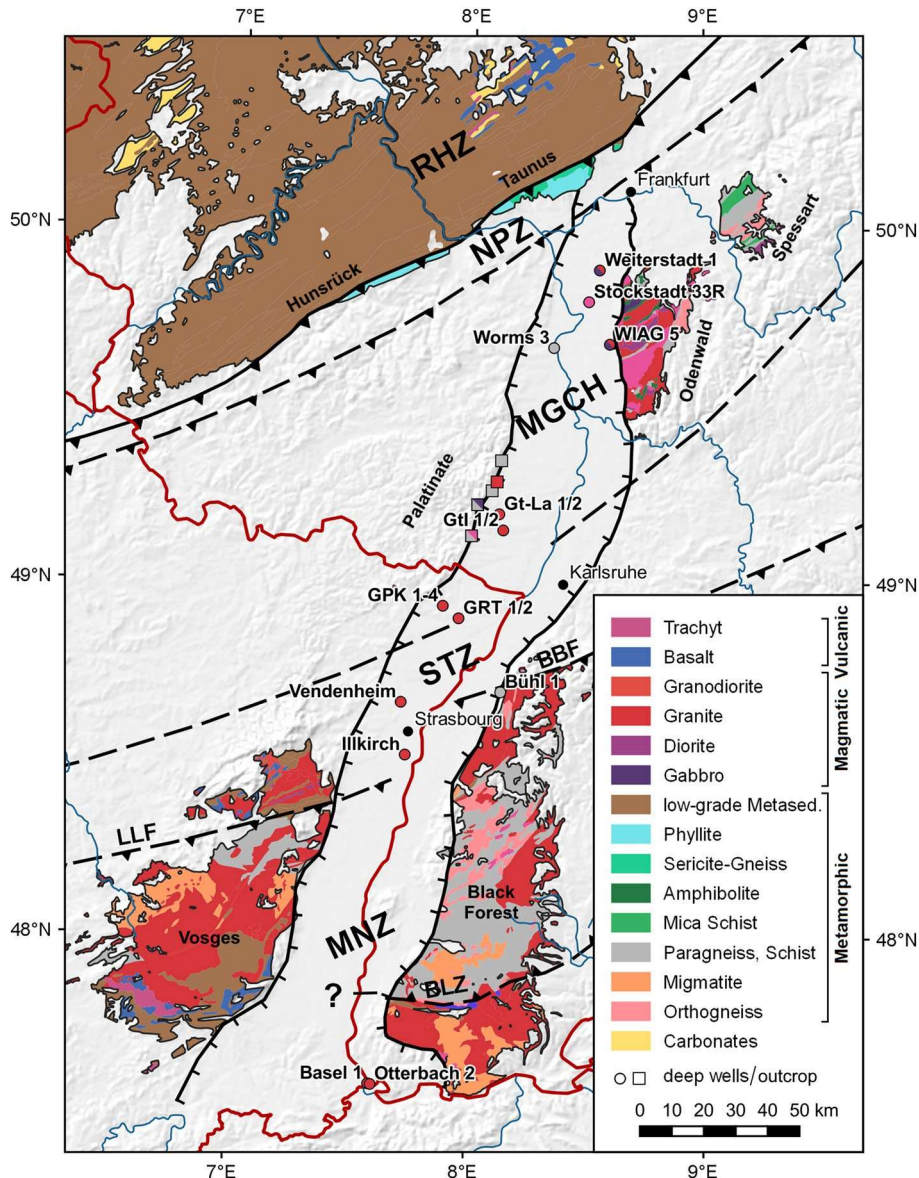 7°E 8°E 9°E
RHZ
Taunus
Frankfurt
50°N 50°N
NPZ
Spessart
Hunsrück
Weiterstadt 1
Stockstadt 33R
Worms 3
WIAG 5
Odenwald
MGCH
Palatinate
Gt-La 1/2
GtI 1/2
49°N 49°N
Karlsruhe
GPK 1-4
GRT 1/2
STZ
BBF
Bühl 1
Vendenheim
Strasbourg
Illkirch
LLF
Black
Forest
Vosges
MNZ
48°N 48°N
?
BLZ
Basel 1
Otterbach 2
Trachyt
Basalt
Vulcanic
Granodiorite
Granite
Diorite
Gabbro
Magmatic
low-grade Metased.
Phyllite
Sericite-Gneiss
Amphibolite
Mica Schist
Paragneiss, Schist
Migmatite
Orthogneiss
Metamorphic
Carbonates
deep wells/outcrop
0 10 20 30 40 50 km
7°E 8°E 9°E